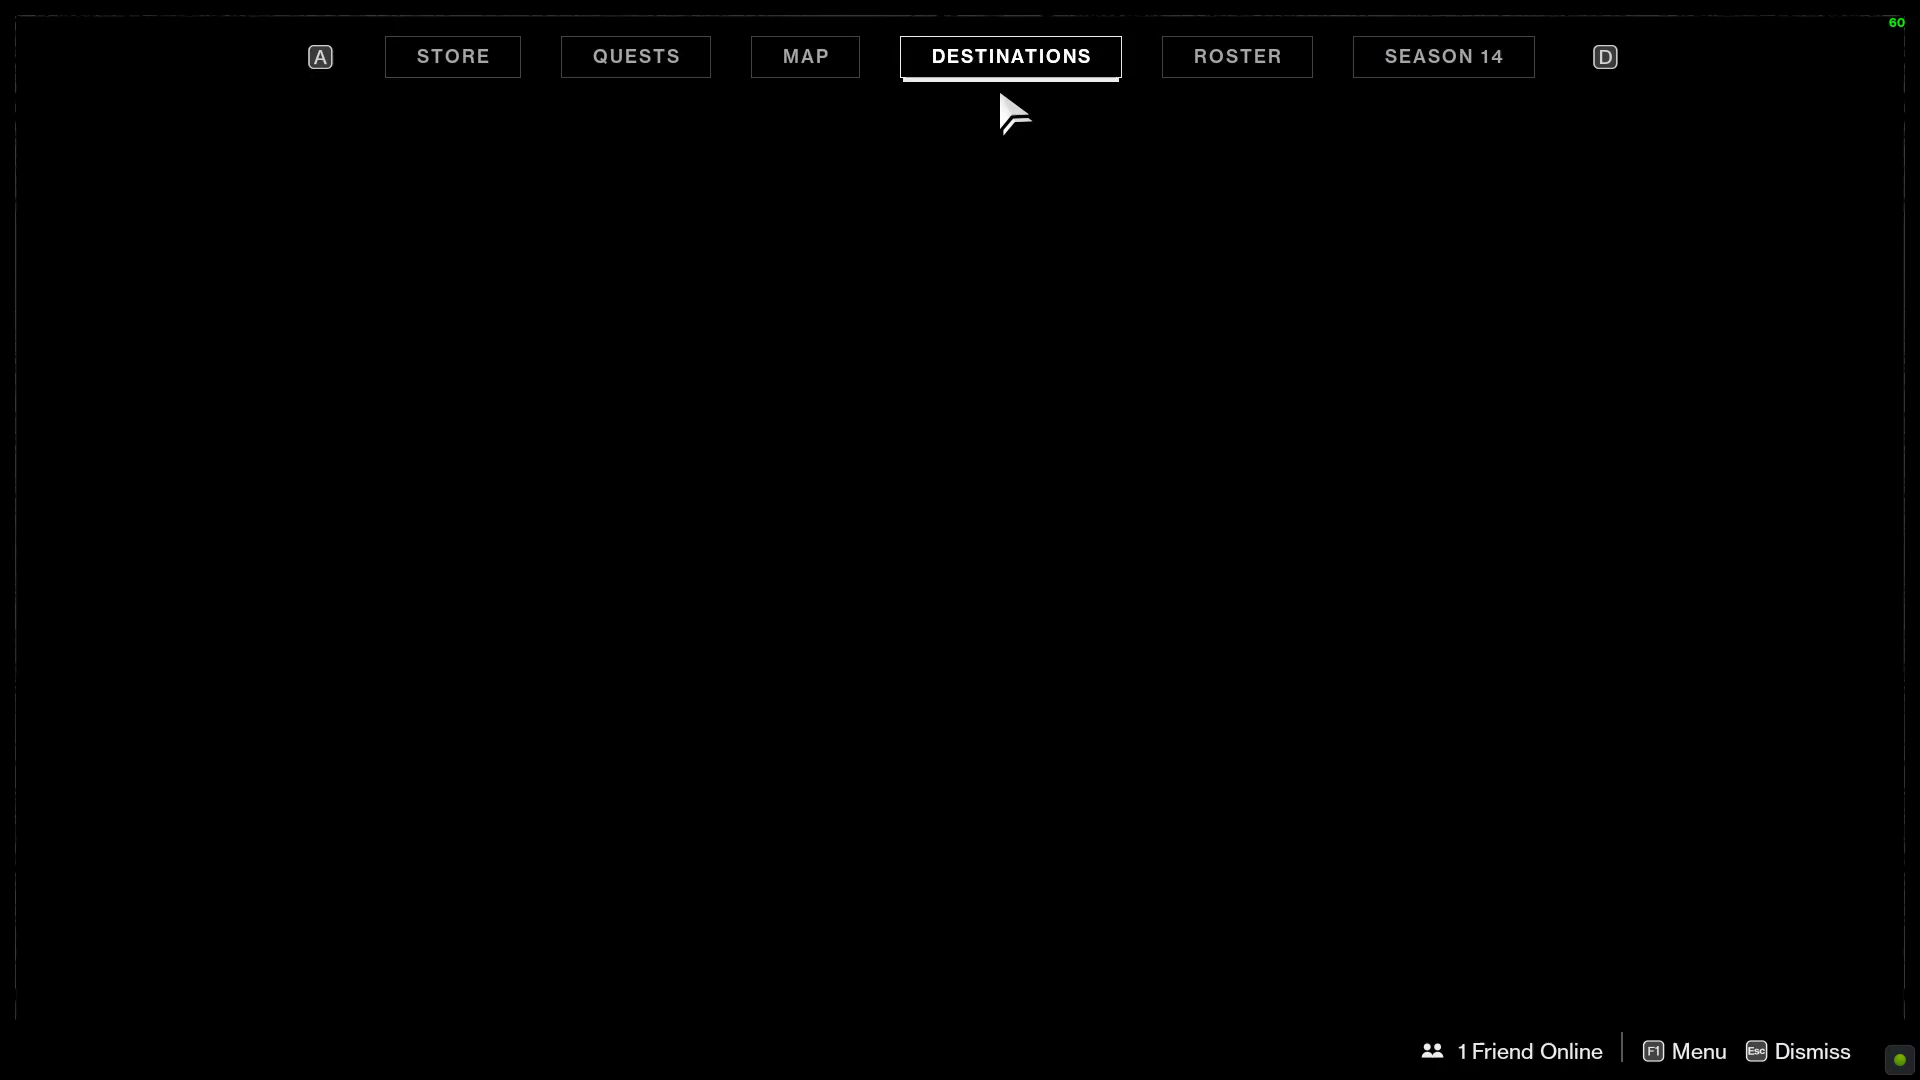 60
A STORE QUESTS MAP DESTINATIONS ROSTER SEASON 14 D
1 Friend Online F1 Menu Esc Dismiss